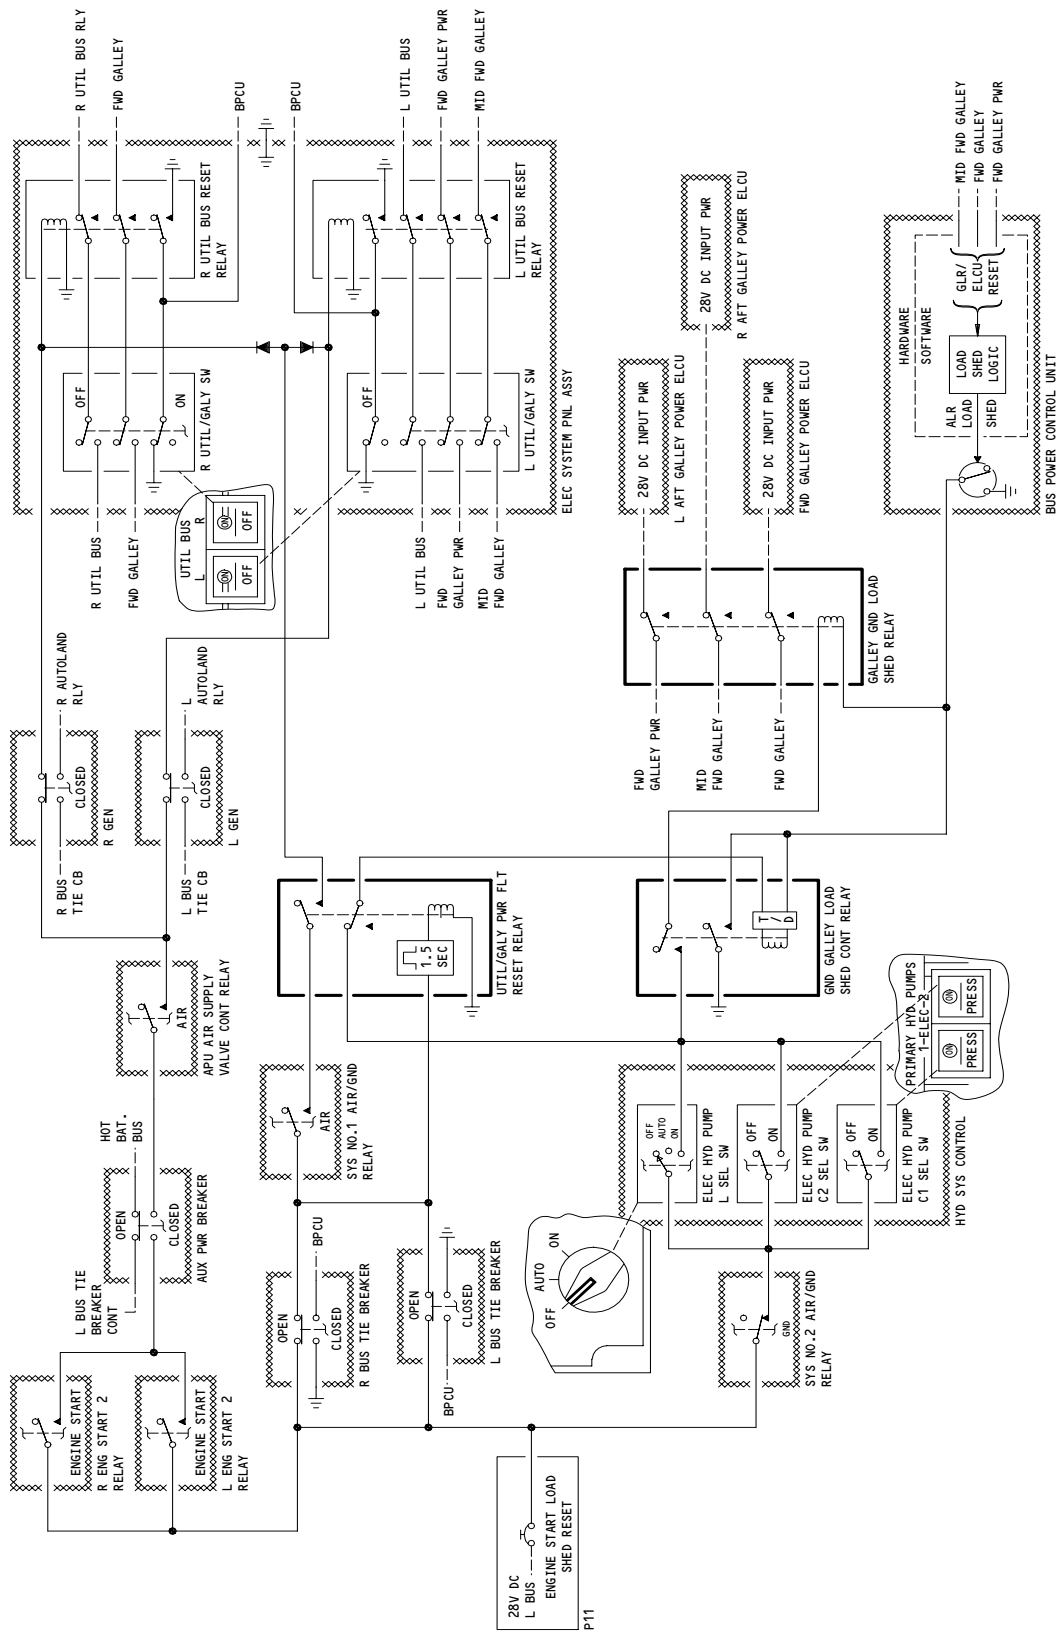 28V DC
L BUS
ENGINE START LOAD
SHED RESET
P11
ENGINE START
R ENG START 2
RELAY
ENGINE START
L ENG START 2
RELAY
L BUS TIE
BREAKER
CONT
OPEN
CLOSED
AUX PWR BREAKER
HOT
BAT.
BUS
AIR
APU AIR SUPPLY
VALVE CONT RELAY
R BUS
TIE CB
CLOSED
R AUTOLAND
RLY
R GEN
L BUS
TIE CB
CLOSED
L
AUTOLAND
RLY
L GEN
OPEN
CLOSED
BPCU
R BUS TIE BREAKER
BPCU
OPEN
CLOSED
L BUS TIE BREAKER
AIR
SYS NO.1 AIR/GND
RELAY
1.5
SEC
UTIL/GALY PWR FLT
RESET RELAY
R UTIL BUS
FWD GALLEY
UTIL BUS
L
R
ON
OFF
ON
OFF
L UTIL BUS
FWD
GALLEY PWR
MID
FWD GALLEY
OFF
ON
R UTIL/GALY SW
OFF
L UTIL/GALY SW
R UTIL BUS RESET
RELAY
L UTIL BUS RESET
RELAY
ELEC SYSTEM PNL ASSY
R UTIL BUS RLY
FWD GALLEY
BPCU
BPCU
L UTIL BUS
FWD GALLEY PWR
MID FWD GALLEY
OFF
AUTO
ON
GND
SYS NO.2 AIR/GND
RELAY
OFF
AUTO
ON
ELEC HYD PUMP
L SEL SW
OFF
ON
ELEC HYD PUMP
C2 SEL SW
OFF
ON
ELEC HYD PUMP
C1 SEL SW
HYD SYS CONTROL
PRIMARY HYD PUMPS
1-ELEC-2
ON
PRESS
ON
PRESS
T/D
GND GALLEY LOAD
SHED CONT RELAY
FWD
GALLEY PWR
MID
FWD GALLEY
FWD GALLEY
GALLEY GND LOAD
SHED RELAY
28V DC INPUT PWR
L AFT GALLEY POWER ELCU
28V DC INPUT PWR
R AFT GALLEY POWER ELCU
28V DC INPUT PWR
FWD GALLEY POWER ELCU
HARDWARE
SOFTWARE
ALR
LOAD
SHED
LOAD
SHED
LOGIC
GLR/
ELCU
RESET
MID FWD GALLEY
FWD GALLEY
FWD GALLEY PWR
BUS POWER CONTROL UNIT